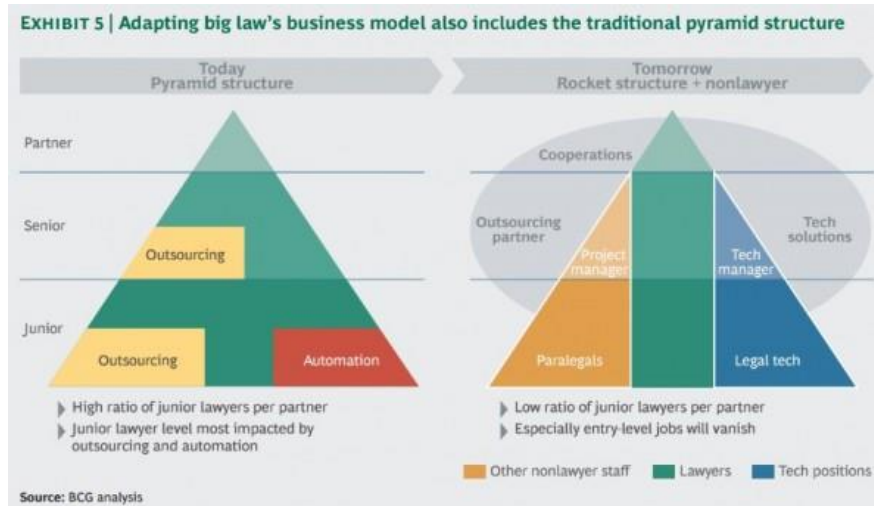 EXHIBIT 5 | Adapting big law's business model also includes the traditional pyramid structure
Today
Pyramid structure
Tomorrow
Rocket structure + nonlawyer
Partner
Senior
Junior
Outsourcing
Outsourcing
Automation
Cooperations
Outsourcing
partner
Tech
solutions
Project
manager
Tech
manager
Paralegals
Legal tech
High ratio of junior lawyers per partner
Junior lawyer level most impacted by
outsourcing and automation
Low ratio of junior lawyers per partner
Especially entry-level jobs will vanish
Other nonlawyer staff
Lawyers
Tech positions
Source: BCG analysis